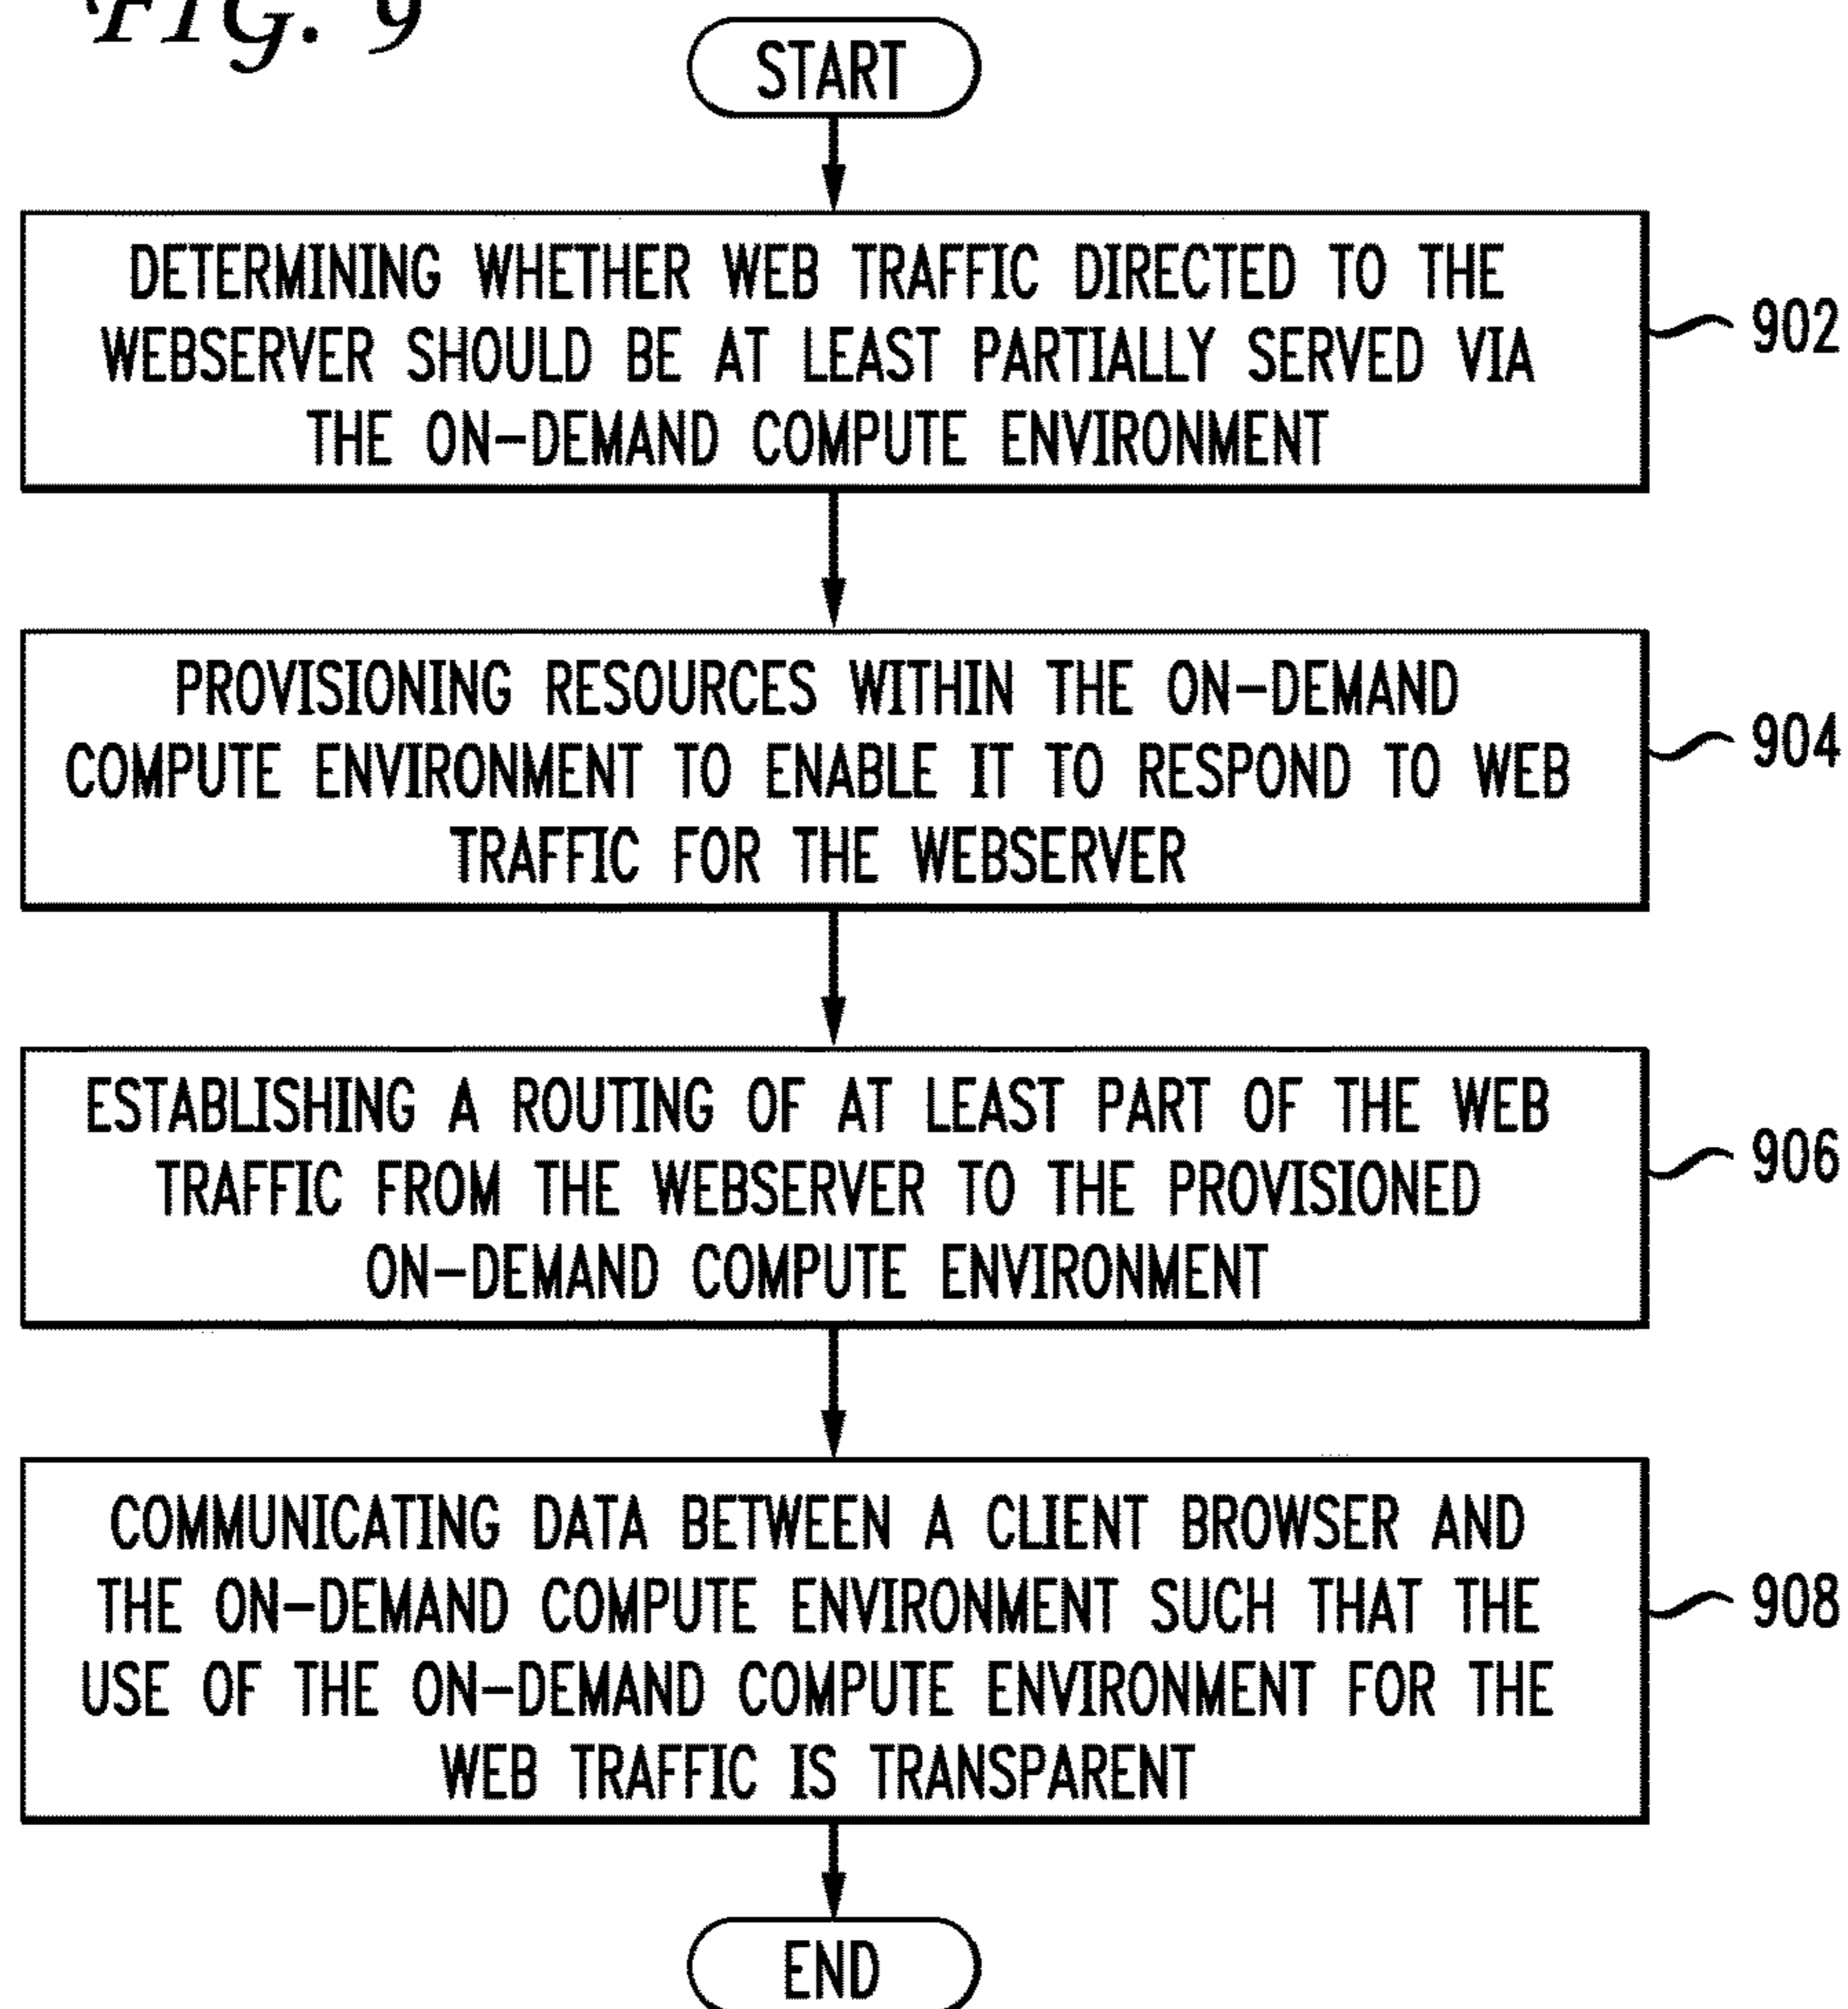 FIG. 9
START
DETERMINING WHETHER WEB TRAFFIC DIRECTED TO THE
WEBSERVER SHOULD BE AT LEAST PARTIALLY SERVED VIA
THE ON-DEMAND COMPUTE ENVIRONMENT
902
PROVISIONING RESOURCES WITHIN THE ON-DEMAND
COMPUTE ENVIRONMENT TO ENABLE IT TO RESPOND TO WEB
TRAFFIC FOR THE WEBSERVER
904
ESTABLISHING A ROUTING OF AT LEAST PART OF THE WEB
TRAFFIC FROM THE WEBSERVER TO THE PROVISIONED
ON-DEMAND COMPUTE ENVIRONMENT
906
COMMUNICATING DATA BETWEEN A CLIENT BROWSER AND
THE ON-DEMAND COMPUTE ENVIRONMENT SUCH THAT THE
USE OF THE ON-DEMAND COMPUTE ENVIRONMENT FOR THE
WEB TRAFFIC IS TRANSPARENT
908
END